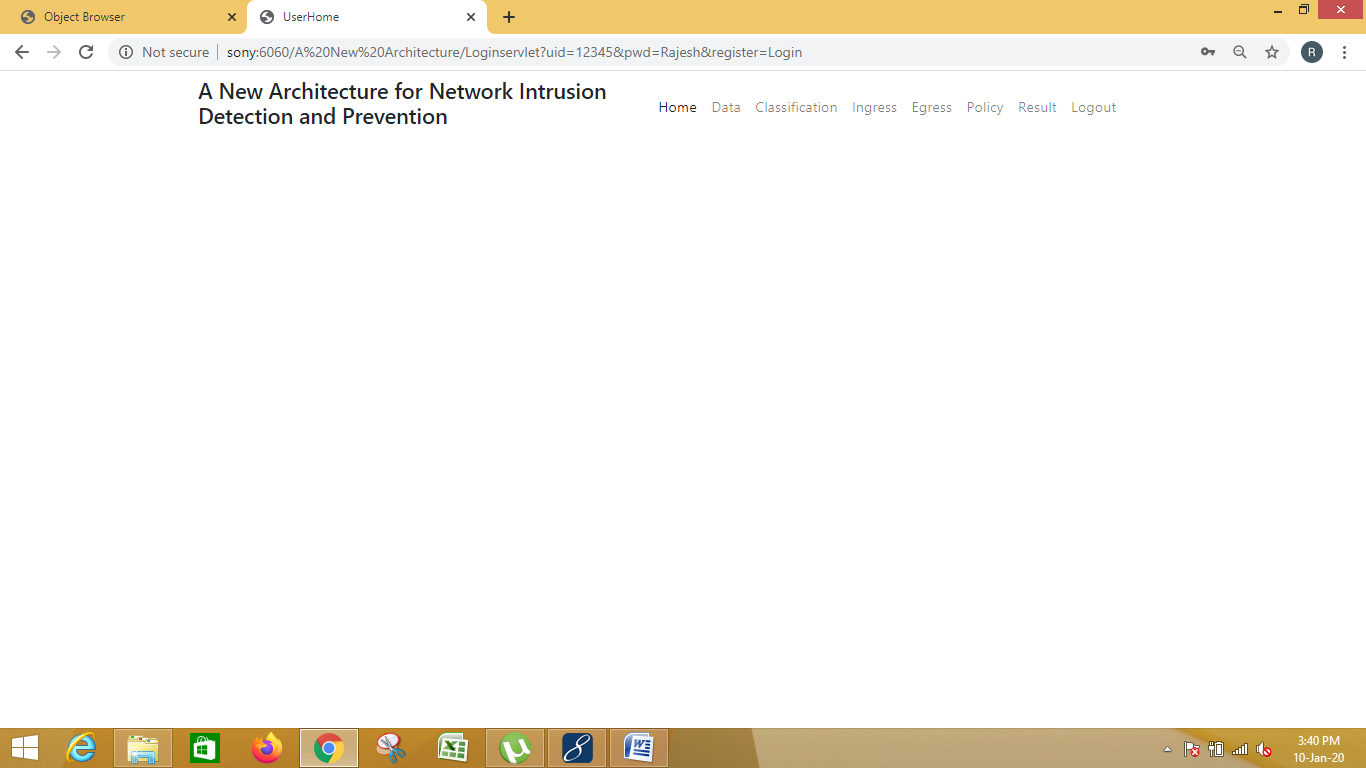 Object Browser
UserHome
Not secure
sony:6060/A%20New%20Architecture/Loginservlet?uid=12345&pwd=Rajesh&register=Login
R
A New Architecture for Network Intrusion
Detection and Prevention
Home Data Classification Ingress Egress Policy Result Logout
3:40 PM
10-Jan-20